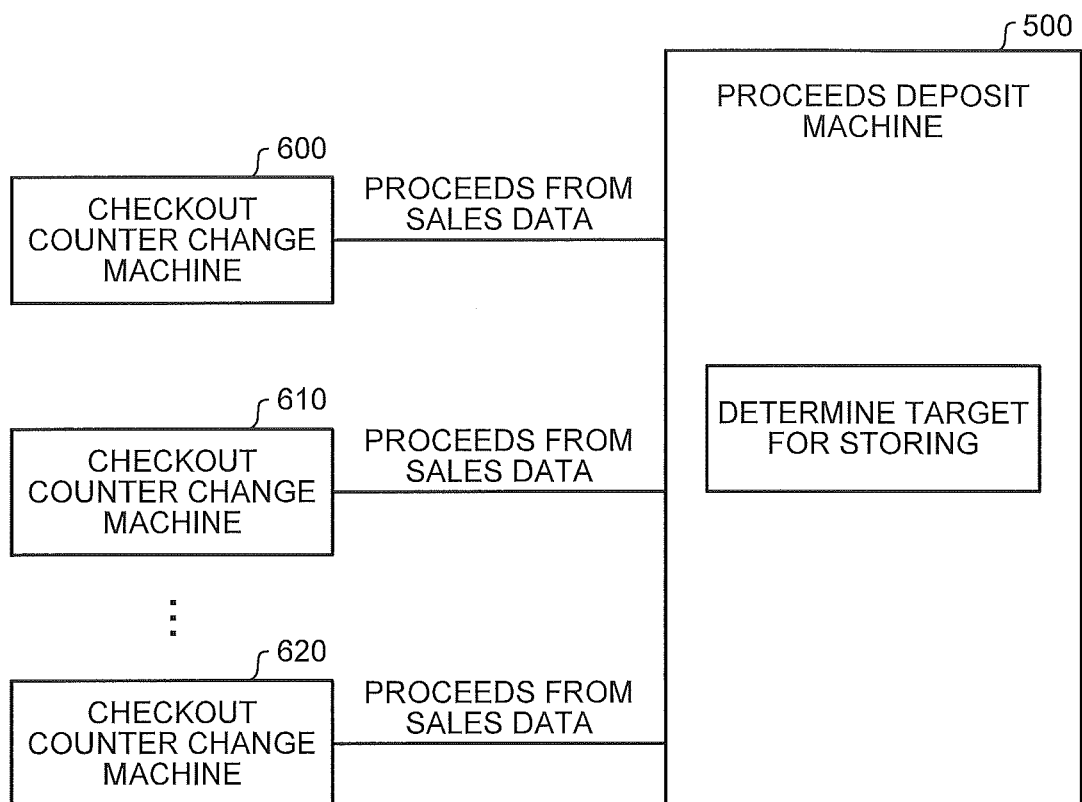 500
PROCEEDS DEPOSIT
MACHINE
600
CHECKOUT
COUNTER CHANGE
MACHINE
PROCEEDS FROM
SALES DATA
610
CHECKOUT
COUNTER CHANGE
MACHINE
PROCEEDS FROM
SALES DATA
DETERMINE TARGET
FOR STORING
620
CHECKOUT
COUNTER CHANGE
MACHINE
PROCEEDS FROM
SALES DATA